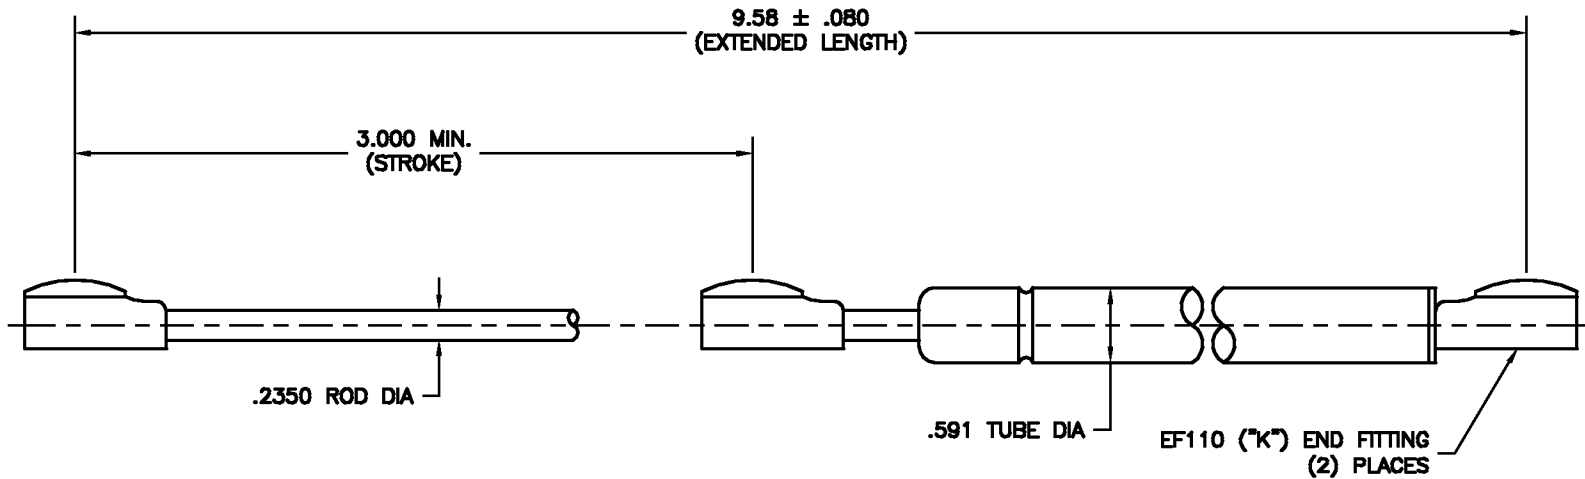 9.58 ± .080
(EXTENDED LENGTH)
3.000 MIN.
(STROKE)
.2350 ROD DIA
.591 TUBE DIA
EF110 ("K") END FITTING
(2) PLACES